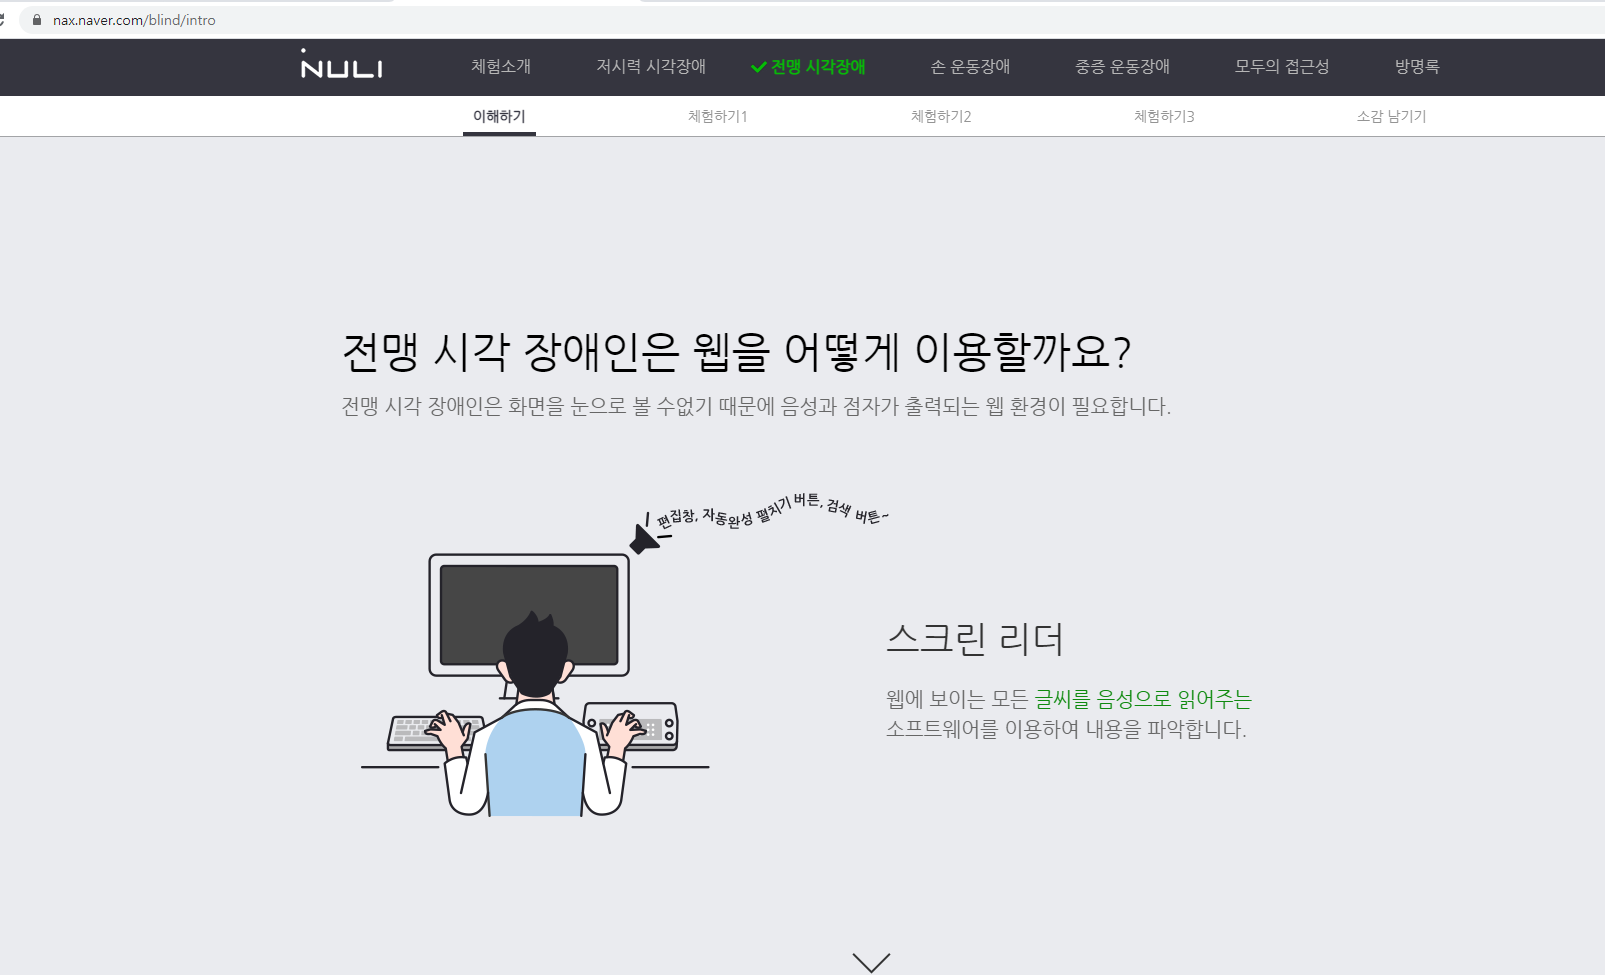 nax.naver.com/blind/intro
NULI
체험소개
저시력 시각장애
전맹 시각장애
손 운동장애
중증 운동장애
모두의 접근성
방명록
이해하기
체험하기1
체험하기2
체험하기3
소감 남기기
전맹 시각 장애인은 웹을 어떻게 이용할까요?
전맹 시각 장애인은 화면을 눈으로 볼 수없기 때문에 음성과 점자가 출력되는 웹 환경이 필요합니다.
편집창, 자동완성 펼치기 버튼, 검색 버튼~
스크린 리더
웹에 보이는 모든 글씨를 음성으로 읽어주는
소프트웨어를 이용하여 내용을 파악합니다.